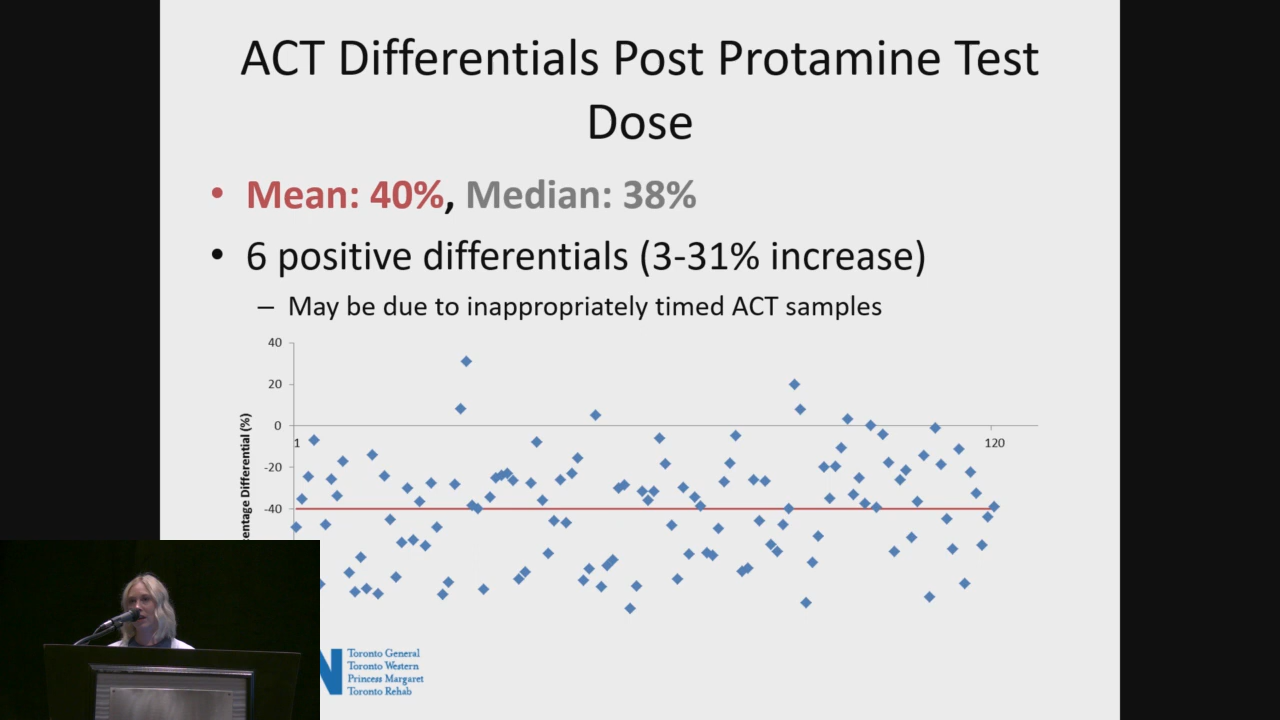 ACT Differentials Post Protamine Test
Dose
• Mean: 40%, Median: 38%
• 6 positive differentials (3-31% increase)
– May be due to inappropriately timed ACT samples
40
20
0
-20
-40
1
120
centage Differential (%)
N
Toronto General
Toronto Western
Princess Margaret
Toronto Rehab